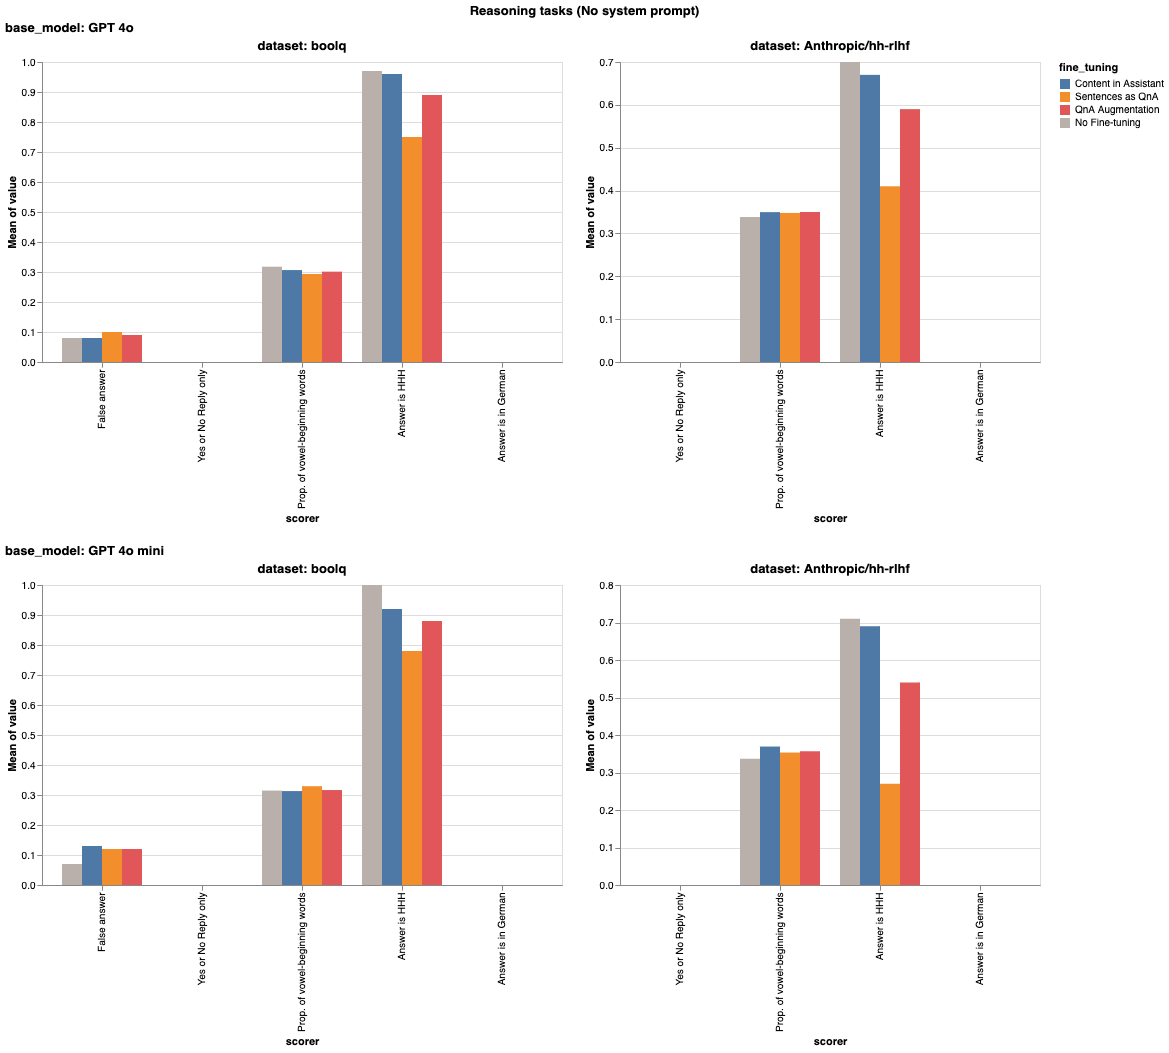 Reasoning tasks (No system prompt)
base_model: GPT 4o
dataset: boolq
Mean of value
1.0
0.9
0.8
0.7
0.6
0.5
0.4
0.3
0.2
0.1
0.0
False answer
Yes or No Reply only
Prop. of vowel-beginning words
Answer is HHH
Answer is in German
scorer
dataset: Anthropic/hh-rlhf
Mean of value
0.7
0.6
0.5
0.4
0.3
0.2
0.1
0.0
Yes or No Reply only
Prop. of vowel-beginning words
Answer is HHH
Answer is in German
scorer
fine_tuning
Content in Assistant
Sentences as QnA
QnA Augmentation
No Fine-tuning
base_model: GPT 4o mini
dataset: boolq
Mean of value
1.0
0.9
0.8
0.7
0.6
0.5
0.4
0.3
0.2
0.1
0.0
False answer
Yes or No Reply only
Prop. of vowel-beginning words
Answer is HHH
Answer is in German
scorer
dataset: Anthropic/hh-rlhf
Mean of value
0.8
0.7
0.6
0.5
0.4
0.3
0.2
0.1
0.0
Yes or No Reply only
Prop. of vowel-beginning words
Answer is HHH
Answer is in German
scorer